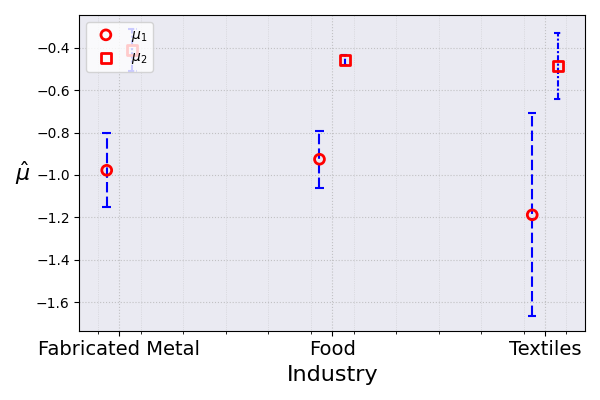 μ₁
μ₂
−0.4
−0.6
−0.8
−1.0
−1.2
−1.4
−1.6
μ̂
Fabricated Metal Food Textiles
Industry